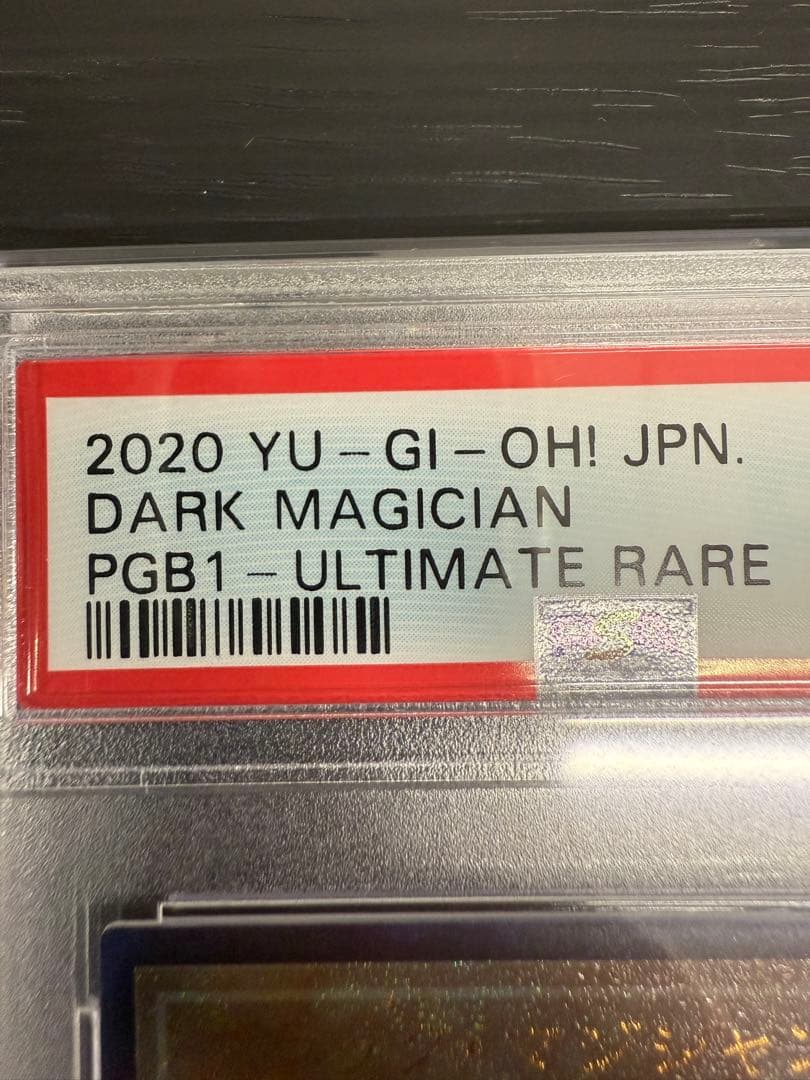 2020 YU-GI-OH! JPN.
DARK MAGICIAN
PGB1-ULTIMATE RARE